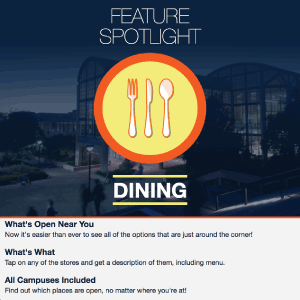 FEATURE
SPOTLIGHT
DINING
What's Open Near You
Now it's easier than ever to see all of the options that are just around the corner!
What's What
Tap on any of the stores and get a description of them, including menu.
All Campuses Included
Find out which places are open, no matter where you're at!